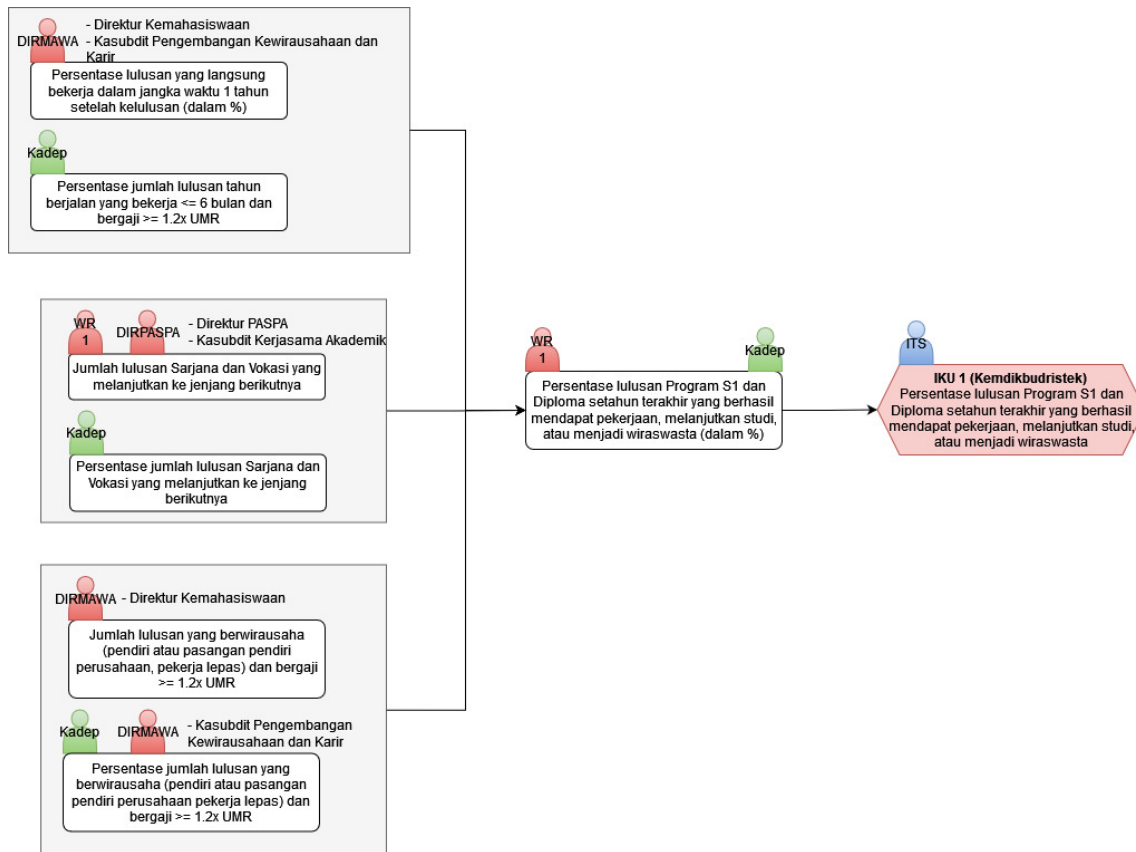 DIRMAWA
- Direktur Kemahasiswaan
- Kasubdit Pengembangan Kewirausahaan dan
Karir
Persentase lulusan yang langsung
bekerja dalam jangka waktu 1 tahun
setelah kelulusan (dalam %)
Kadep
Persentase jumlah lulusan tahun
berjalan yang bekerja <= 6 bulan dan
bergaji >= 1.2x UMR
WR
1
DIRPASPA
- Direktur PASPA
- Kasubdit Kerjasama Akademik
Jumlah lulusan Sarjana dan Vokasi yang
melanjutkan ke jenjang berikutnya
Kadep
Persentase jumlah lulusan Sarjana dan
Vokasi yang melanjutkan ke jenjang
berikutnya
DIRMAWA
- Direktur Kemahasiswaan
Jumlah lulusan yang berwirausaha
(pendiri atau pasangan pendiri
perusahaan, pekerja lepas) dan bergaji
>= 1.2x UMR
Kadep
DIRMAWA
- Kasubdit Pengembangan
Kewirausahaan dan Karir
Persentase jumlah lulusan yang
berwirausaha (pendiri atau pasangan
pendiri perusahaan pekerja lepas) dan
bergaji >= 1.2x UMR
WR
1
Kadep
Persentase lulusan Program S1 dan
Diploma setahun terakhir yang berhasil
mendapat pekerjaan, melanjutkan studi,
atau menjadi wiraswasta (dalam %)
ITS
IKU 1 (Kemdikbudristek)
Persentase lulusan Program S1 dan
Diploma setahun terakhir yang berhasil
mendapat pekerjaan, melanjutkan studi,
atau menjadi wiraswasta